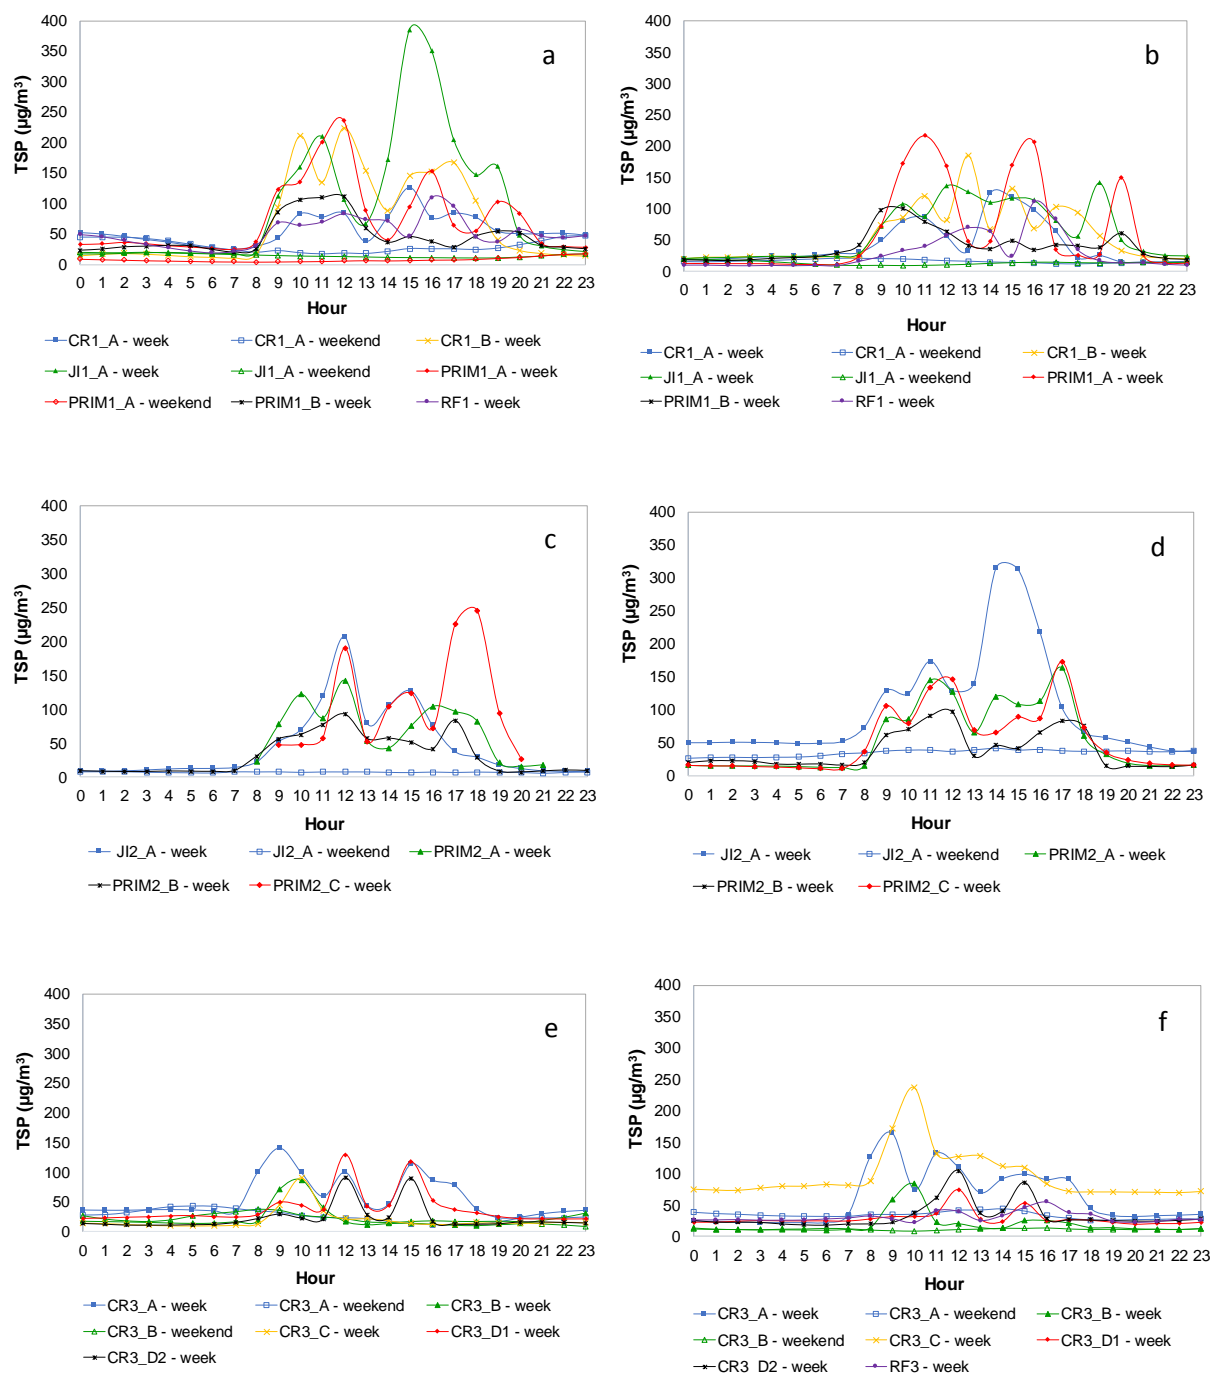 a
TSP (µg/m³)
400
350
300
250
200
150
100
50
0
0 1 2 3 4 5 6 7 8 9 10 11 12 13 14 15 16 17 18 19 20 21 22 23
Hour
CR1_A - week CR1_A - weekend CR1_B - week
JI1_A - week JI1_A - weekend PRIM1_A - week
PRIM1_A - weekend PRIM1_B - week RF1 - week
b
TSP (µg/m³)
400
350
300
250
200
150
100
50
0
0 1 2 3 4 5 6 7 8 9 10 11 12 13 14 15 16 17 18 19 20 21 22 23
Hour
CR1_A - week CR1_A - weekend CR1_B - week
JI1_A - week JI1_A - weekend PRIM1_A - week
PRIM1_B - week RF1 - week
c
TSP (µg/m³)
400
350
300
250
200
150
100
50
0
0 1 2 3 4 5 6 7 8 9 10 11 12 13 14 15 16 17 18 19 20 21 22 23
Hour
JI2_A - week JI2_A - weekend PRIM2_A - week
PRIM2_B - week PRIM2_C - week
d
TSP (µg/m³)
400
350
300
250
200
150
100
50
0
0 1 2 3 4 5 6 7 8 9 10 11 12 13 14 15 16 17 18 19 20 21 22 23
Hour
JI2_A - week JI2_A - weekend PRIM2_A - week
PRIM2_B - week PRIM2_C - week
e
TSP (µg/m³)
400
350
300
250
200
150
100
50
0
0 1 2 3 4 5 6 7 8 9 10 11 12 13 14 15 16 17 18 19 20 21 22 23
Hour
CR3_A - week CR3_A - weekend CR3_B - week
CR3_B - weekend CR3_C - week CR3_D1 - week
CR3_D2 - week
f
TSP (µg/m³)
400
350
300
250
200
150
100
50
0
0 1 2 3 4 5 6 7 8 9 10 11 12 13 14 15 16 17 18 19 20 21 22 23
Hour
CR3_A - week CR3_A - weekend CR3_B - week
CR3_B - weekend CR3_C - week CR3_D1 - week
CR3_D2 - week RF3 - week